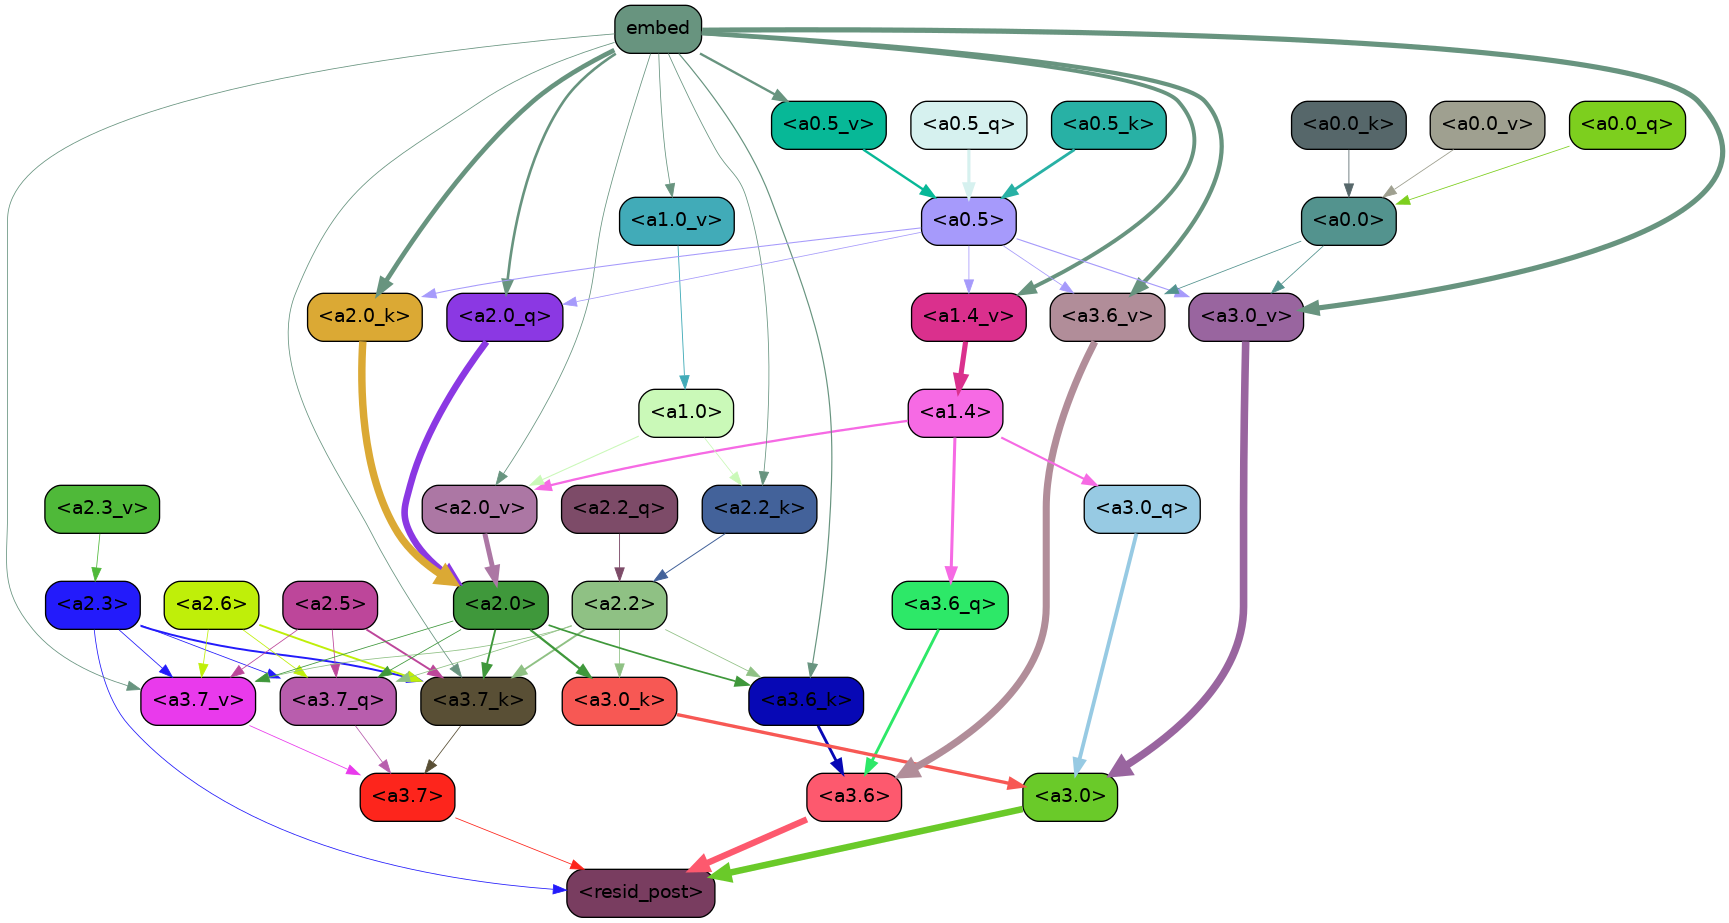 embed
<a0.5_v>
<a0.5_q>
<a0.5_k>
<a0.0_k>
<a0.0_v>
<a0.0_q>
<a1.0_v>
<a0.5>
<a0.0>
<a2.0_k>
<a2.0_q>
<a1.4_v>
<a3.6_v>
<a3.0_v>
<a1.0>
<a1.4>
<a2.3_v>
<a2.0_v>
<a2.2_q>
<a2.2_k>
<a3.0_q>
<a2.3>
<a2.6>
<a2.5>
<a2.0>
<a2.2>
<a3.6_q>
<a3.7_v>
<a3.7_q>
<a3.7_k>
<a3.0_k>
<a3.6_k>
<a3.7>
<a3.6>
<a3.0>
<resid_post>